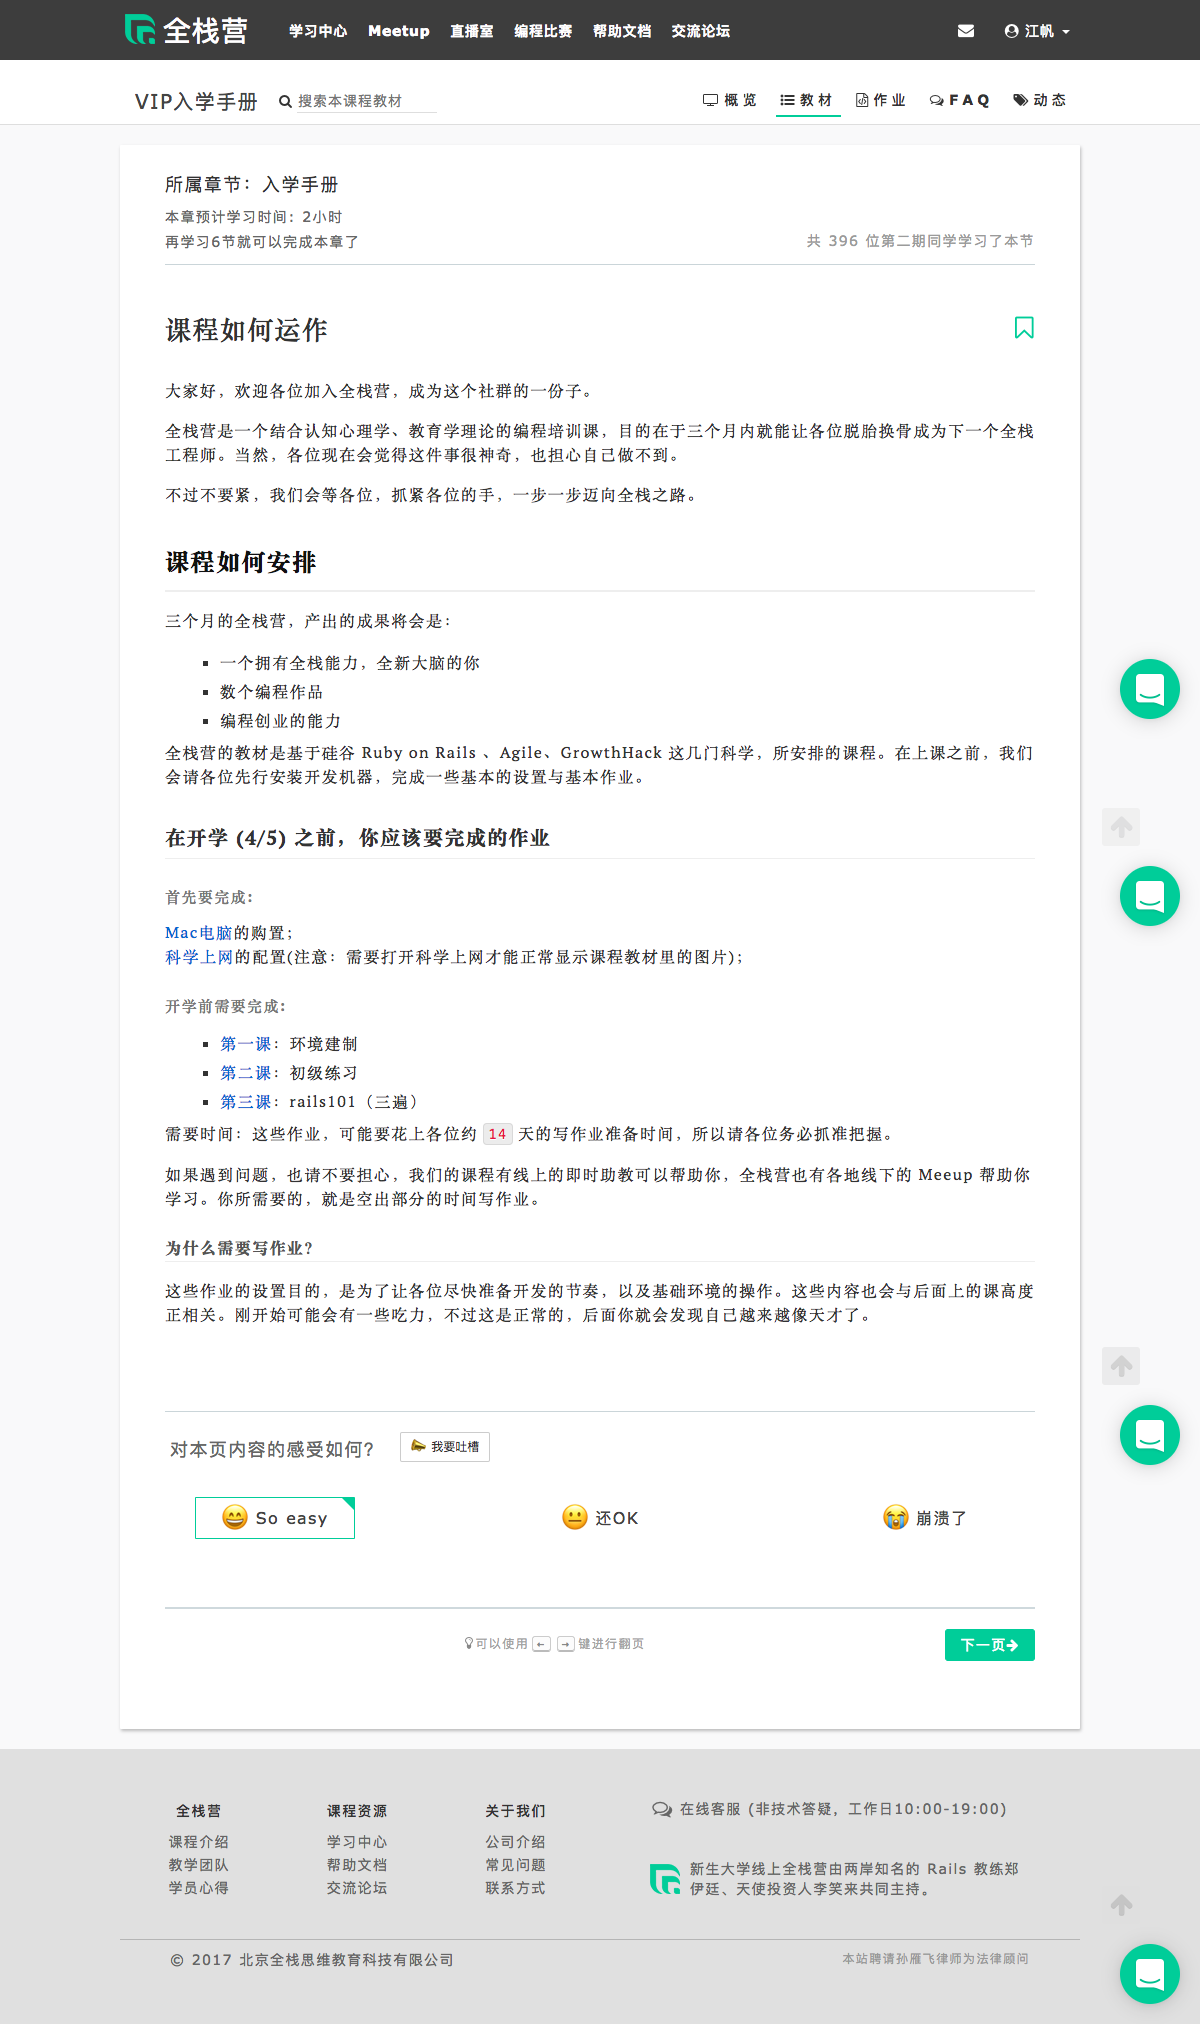 全栈营 学习中心 Meetup 直播室 编程比赛 帮助文档 交流论坛 江帆
VIP入学手册 搜索本课程教材 概览 教材 作业 FAQ 动态
所属章节：入学手册
本章预计学习时间：2小时
再学习6节就可以完成本章了 共 396 位第二期同学学习了本节
课程如何运作
大家好，欢迎各位加入全栈营，成为这个社群的一份子。
全栈营是一个结合认知心理学、教育学理论的编程培训课，目的在于三个月内就能让各位脱胎换骨成为下一个全栈
工程师。当然，各位现在会觉得这件事很神奇，也担心自己做不到。
不过不要紧，我们会等各位，抓紧各位的手，一步一步迈向全栈之路。
课程如何安排
三个月的全栈营，产出的成果将会是：
一个拥有全栈能力，全新大脑的你
数个编程作品
编程创业的能力
全栈营的教材是基于硅谷 Ruby on Rails 、Agile、GrowthHack 这几门科学，所安排的课程。在上课之前，我们
会请各位先行安装开发机器，完成一些基本的设置与基本作业。
在开学 (4/5) 之前，你应该要完成的作业
首先要完成：
Mac电脑的购置；
科学上网的配置(注意：需要打开科学上网才能正常显示课程教材里的图片)；
开学前需要完成：
第一课：环境建制
第二课：初级练习
第三课：rails101（三遍）
需要时间：这些作业，可能要花上各位约 14 天的写作业准备时间，所以请各位务必抓准把握。
如果遇到问题，也请不要担心，我们的课程有线上的即时助教可以帮助你，全栈营也有各地线下的 Meeup 帮助你
学习。你所需要的，就是空出部分的时间写作业。
为什么需要写作业？
这些作业的设置目的，是为了让各位尽快准备开发的节奏，以及基础环境的操作。这些内容也会与后面上的课高度
正相关。刚开始可能会有一些吃力，不过这是正常的，后面你就会发现自己越来越像天才了。
对本页内容的感受如何? 我要吐槽
So easy 还OK 崩溃了
可以使用 ← → 键进行翻页 下一页
全栈营 课程资源 关于我们 在线客服 (非技术答疑，工作日10:00-19:00)
课程介绍 学习中心 公司介绍
教学团队 帮助文档 常见问题 新生大学线上全栈营由两岸知名的 Rails 教练郑
学员心得 交流论坛 联系方式 伊廷、天使投资人李笑来共同主持。
© 2017 北京全栈思维教育科技有限公司 本站聘请孙雁飞律师为法律顾问